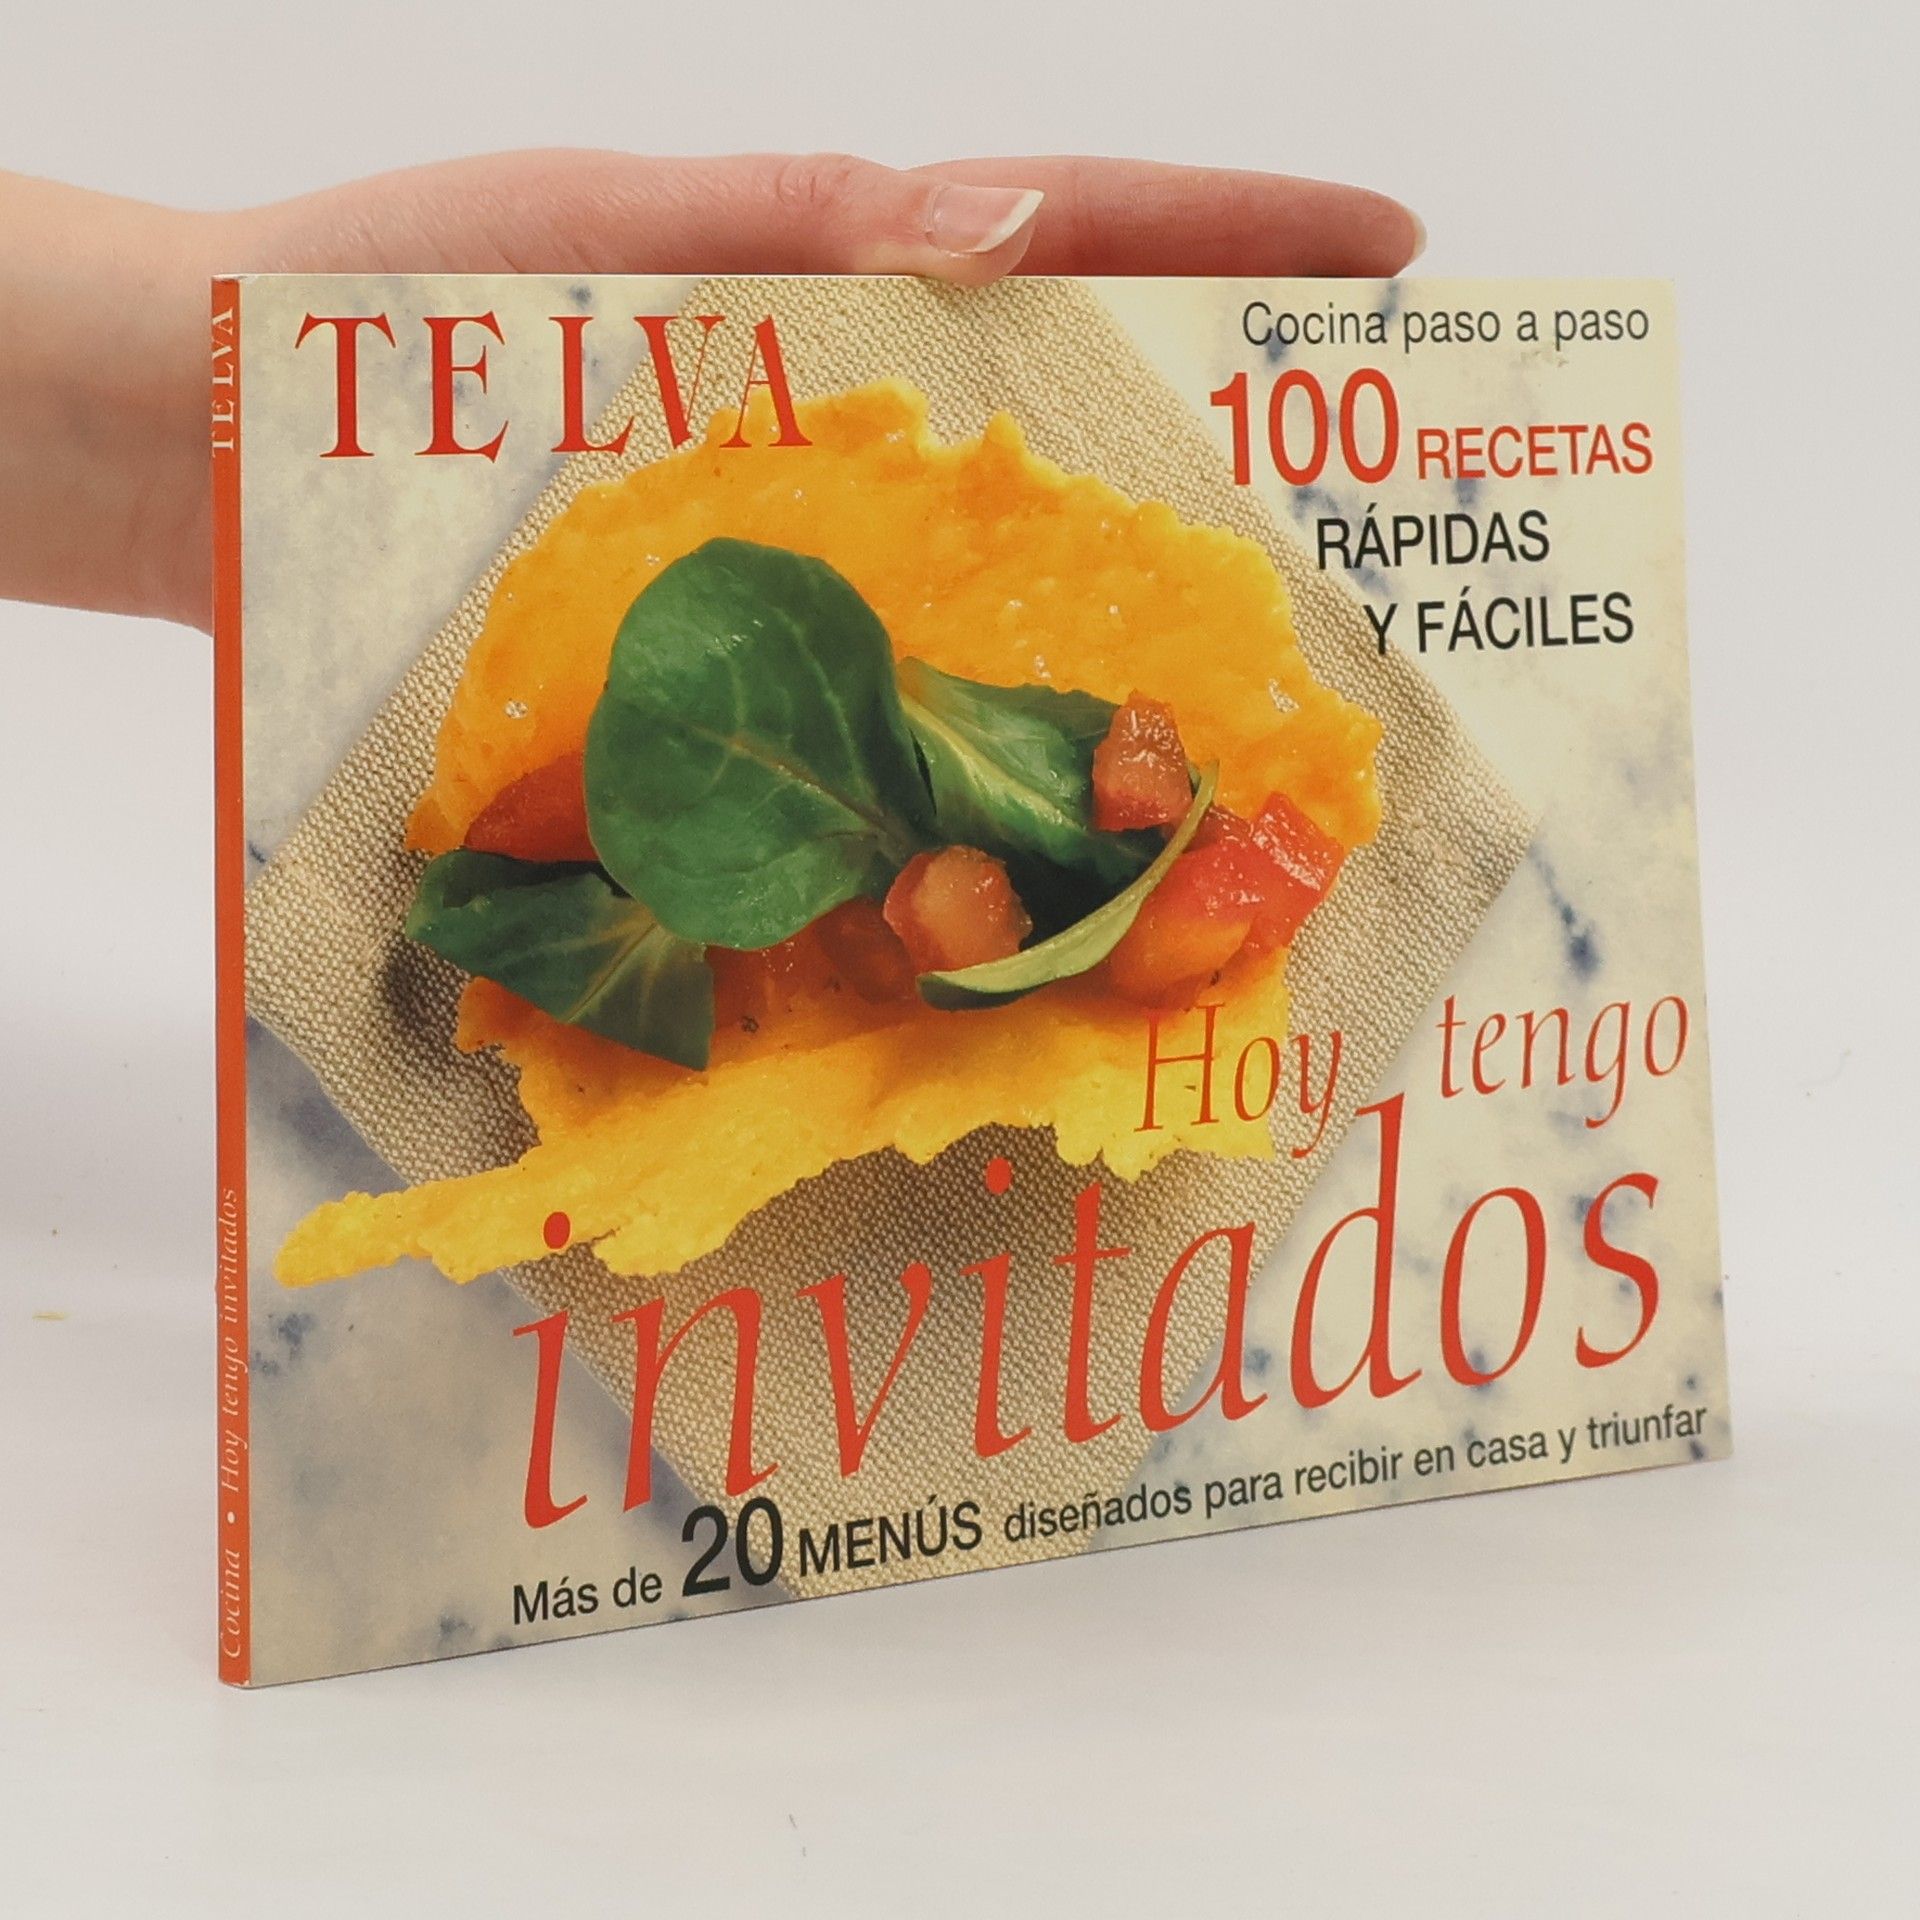 TELVA
Cocina paso a paso
100 RECETAS
RÁPIDAS
Y FÁCILES
Hoy tengo
invitados
Más de 20 MENÚS diseñados para recibir en casa y triunfar
Cocina • Hoy tengo invitados TELVA